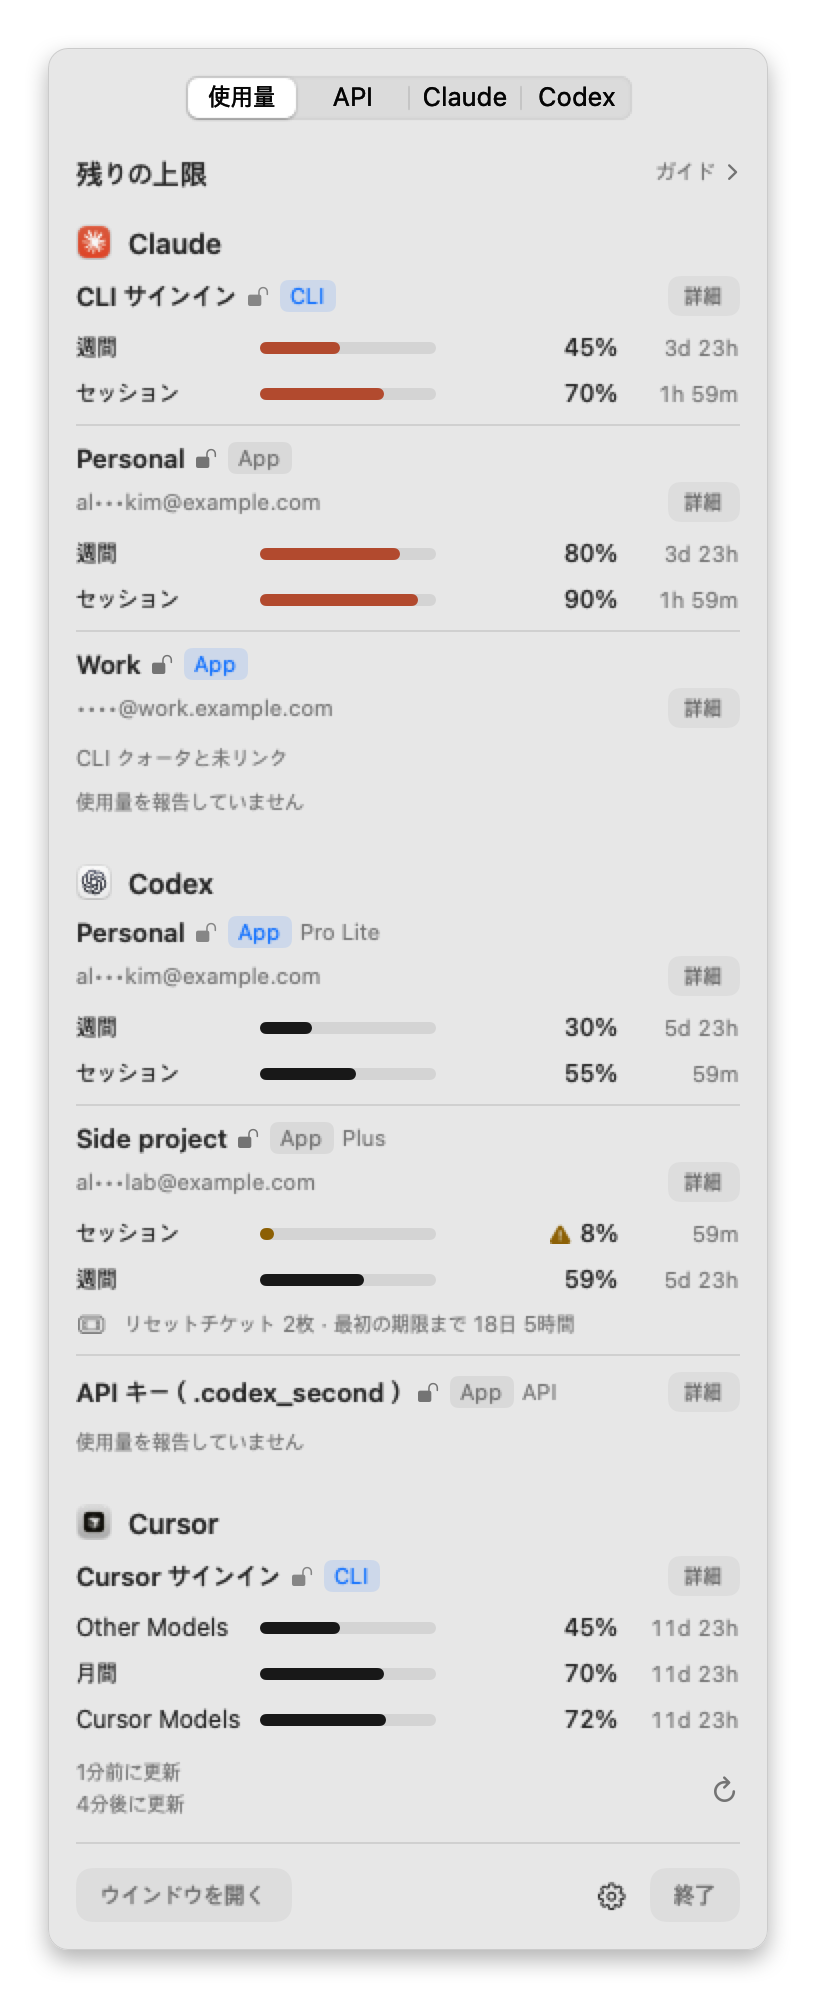 使用量 API Claude Codex
残りの上限 ガイド
Claude
CLI サインイン CLI 詳細
週間 45% 3d 23h
セッション 70% 1h 59m
Personal App
al•••kim@example.com 詳細
週間 80% 3d 23h
セッション 90% 1h 59m
Work App
••••@work.example.com 詳細
CLI クォータと未リンク
使用量を報告していません
Codex
Personal App Pro Lite
al•••kim@example.com 詳細
週間 30% 5d 23h
セッション 55% 59m
Side project App Plus
al•••lab@example.com 詳細
セッション 8% 59m
週間 59% 5d 23h
リセットチケット 2枚 · 最初の期限まで 18日 5時間
API キー ( .codex_second ) App API 詳細
使用量を報告していません
Cursor
Cursor サインイン CLI 詳細
Other Models 45% 11d 23h
月間 70% 11d 23h
Cursor Models 72% 11d 23h
1分前に更新
4分後に更新
ウインドウを開く 終了